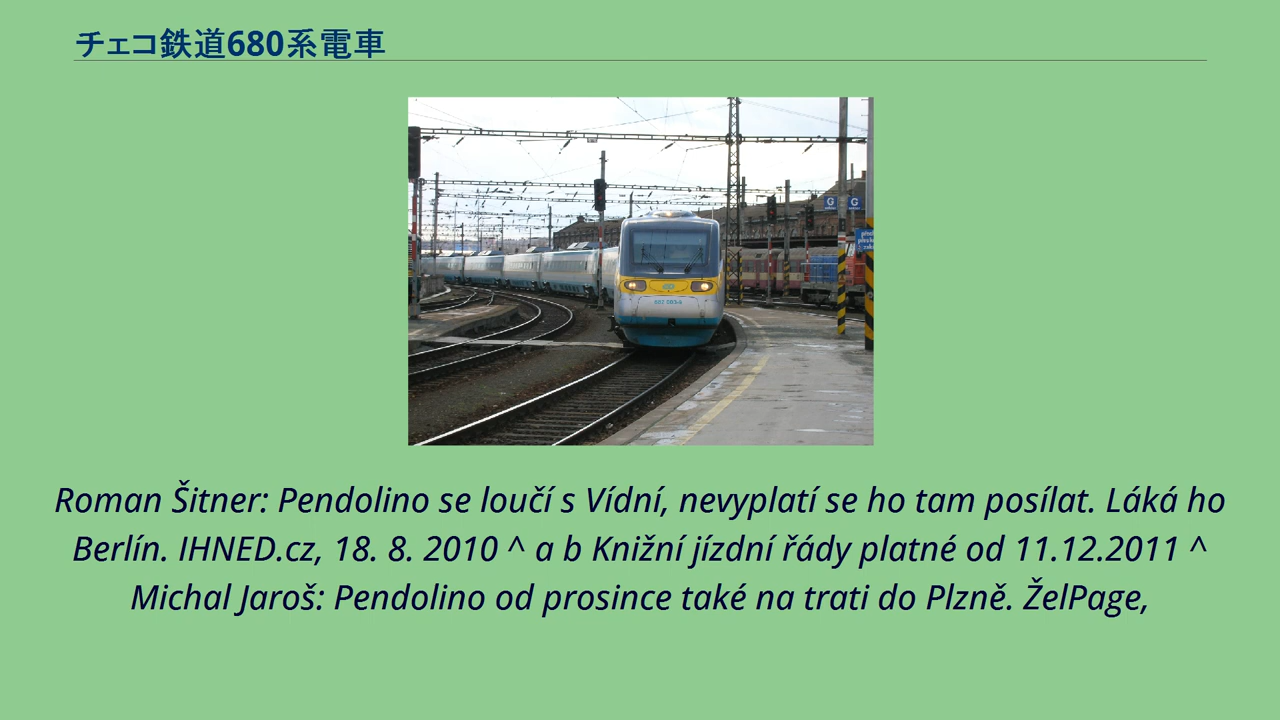 チェコ鉄道680系電車
G
G
Roman Šitner: Pendolino se loučí s Vídní, nevyplatí se ho tam posílat. Láká ho
Berlín. IHNED.cz, 18. 8. 2010 ^ a b Knižní jízdní řády platné od 11.12.2011 ^
Michal Jaroš: Pendolino od prosince také na trati do Plzně. ŽelPage,